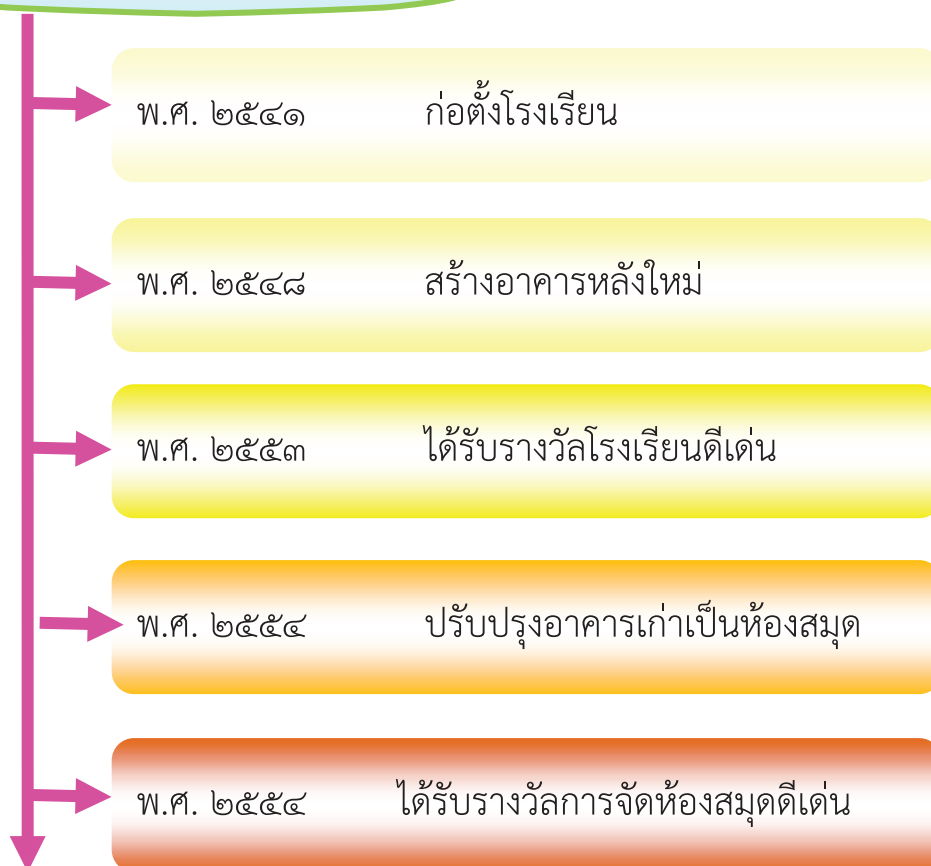 พ.ศ. ๒๕๔๑ ก่อตั้งโรงเรียน
พ.ศ. ๒๕๔๘ สร้างอาคารหลังใหม่
พ.ศ. ๒๕๕๓ ได้รับรางวัลโรงเรียนดีเด่น
พ.ศ. ๒๕๕๔ ปรับปรุงอาคารเก่าเป็นห้องสมุด
พ.ศ. ๒๕๕๔ ได้รับรางวัลการจัดห้องสมุดดีเด่น